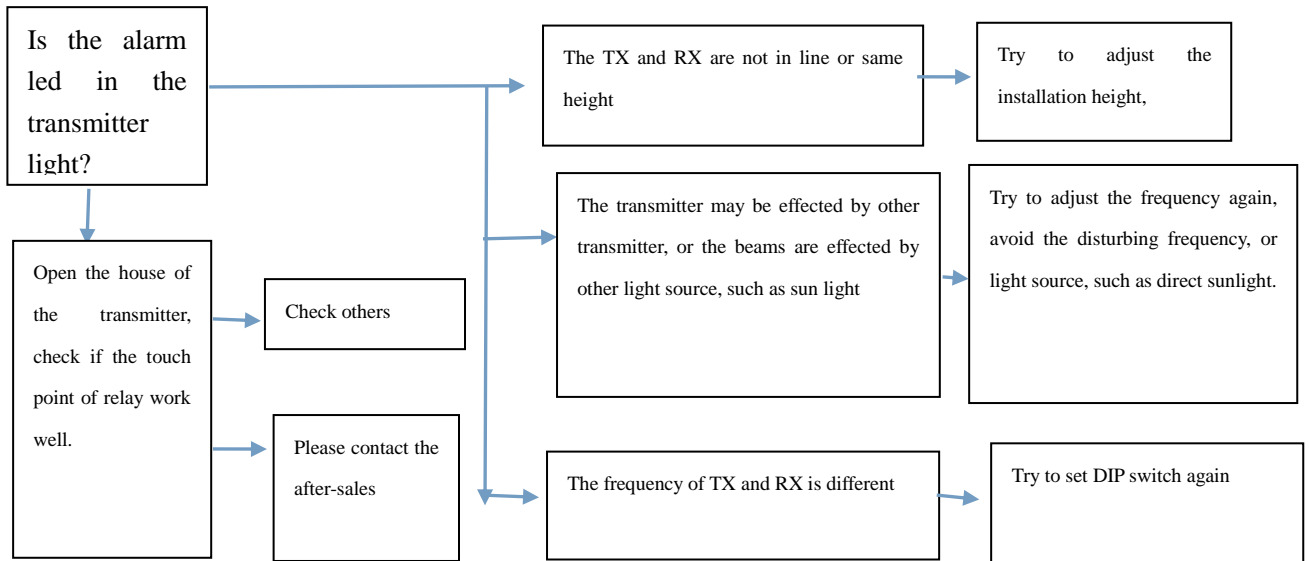 Is the alarm
led in the
transmitter
light?
The TX and RX are not in line or same
height
Try to adjust the
installation height,
The transmitter may be effected by other
transmitter, or the beams are effected by
other light source, such as sun light
Try to adjust the frequency again,
avoid the disturbing frequency, or
light source, such as direct sunlight.
Open the house of
the transmitter,
check if the touch
point of relay work
well.
Check others
Please contact the
after-sales
The frequency of TX and RX is different
Try to set DIP switch again